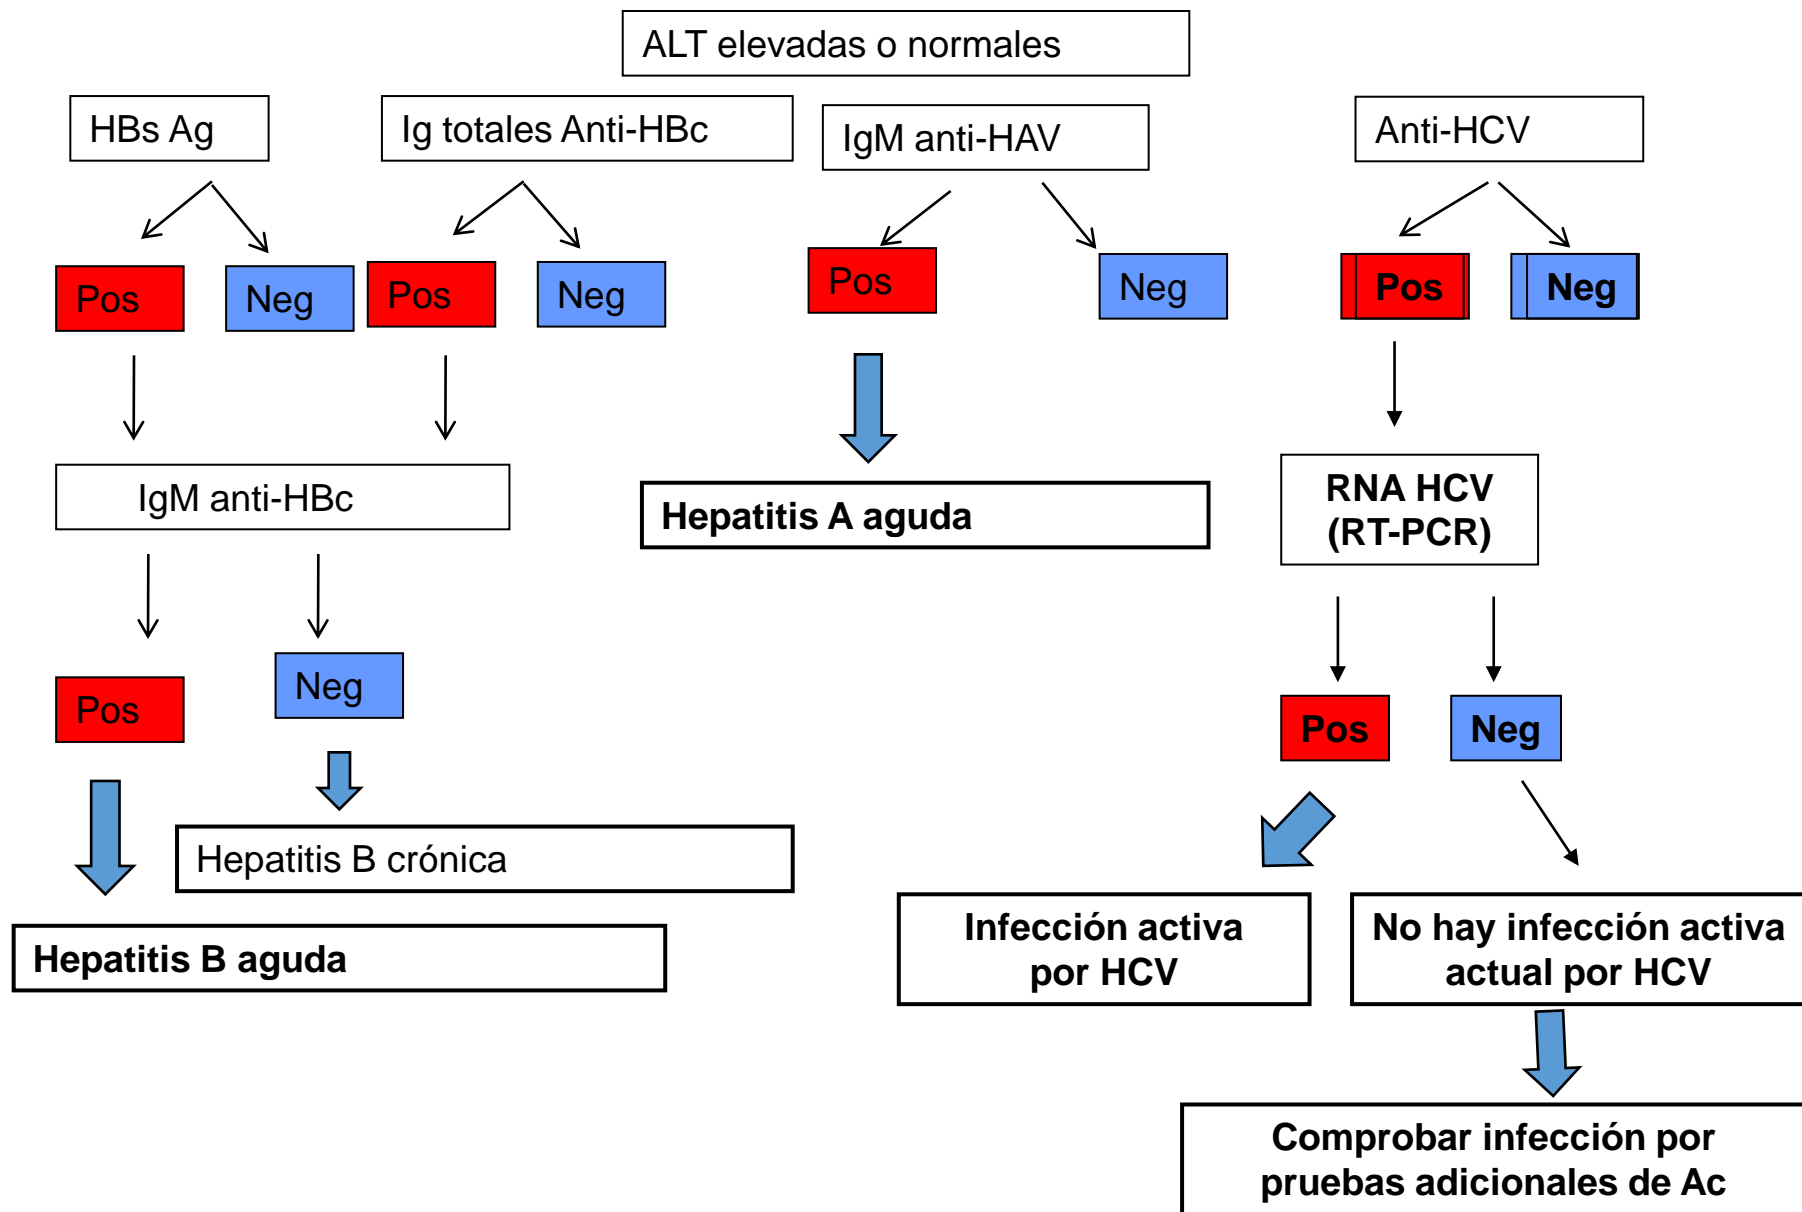 ALT elevadas o normales
HBs Ag
Ig totales Anti-HBc
IgM anti-HAV
Anti-HCV
Pos
Neg
Pos
Neg
Pos
Neg
Pos
Neg
IgM anti-HBc
Hepatitis A aguda
RNA HCV
(RT-PCR)
Pos
Neg
Pos
Neg
Hepatitis B crónica
Hepatitis B aguda
Infección activa
por HCV
No hay infección activa
actual por HCV
Comprobar infección por
pruebas adicionales de Ac